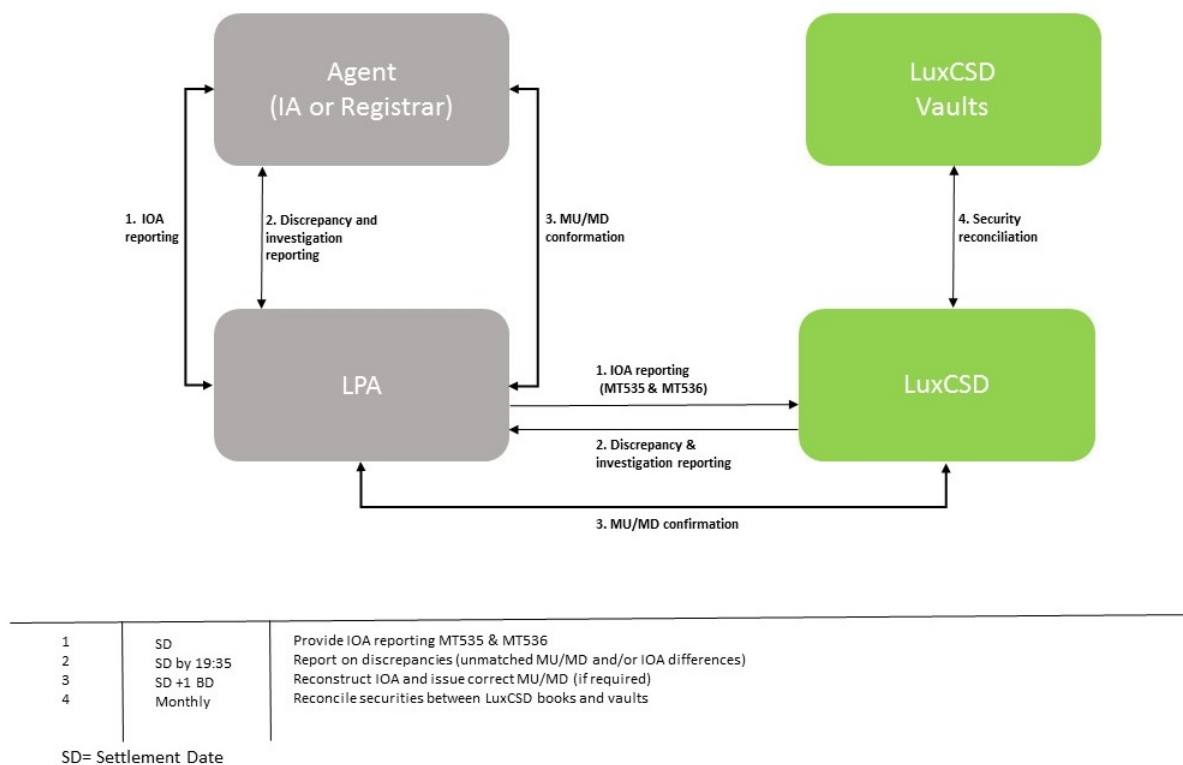 Agent
(IA or Registrar)
LuxCSD
Vaults
1. IOA
reporting
2. Discrepancy and
investigation
reporting
3. MU/MD
conformation
4. Security
reconciliation
LPA
1. IOA reporting
(MT535 & MT536)
LuxCSD
2. Discrepancy &
investigation reporting
3. MU/MD confirmation
1 SD Provide IOA reporting MT535 & MT536
2 SD by 19:35 Report on discrepancies (unmatched MU/MD and/or IOA differences)
3 SD +1 BD Reconstruct IOA and issue correct MU/MD (if required)
4 Monthly Reconcile securities between LuxCSD books and vaults
SD= Settlement Date